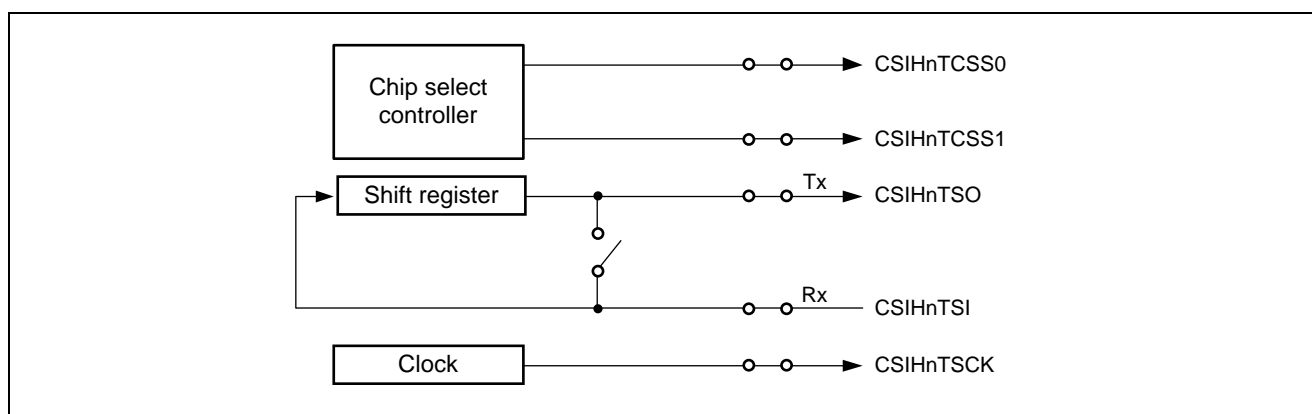 Chip select
controller
CSIHnTCSS0
CSIHnTCSS1
Shift register
Tx
CSIHnTSO
Rx
CSIHnTSI
Clock
CSIHnTSCK